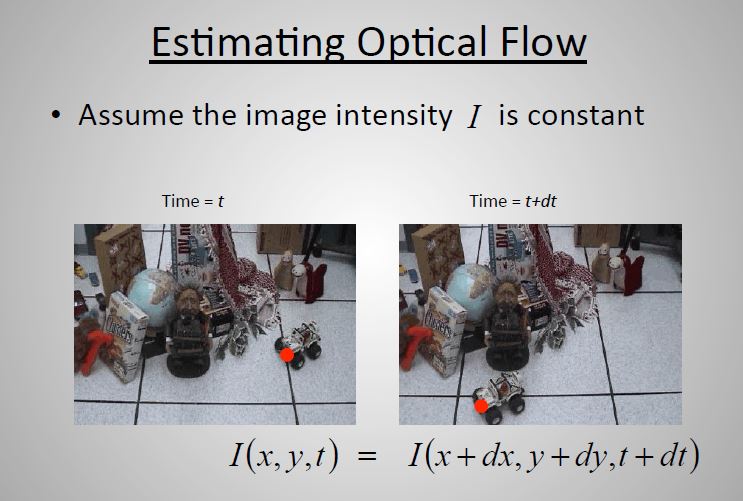 Estimating Optical Flow
• Assume the image intensity I is constant
Time = t
Time = t+dt
I(x, y, t) = I(x + dx, y + dy, t + dt)